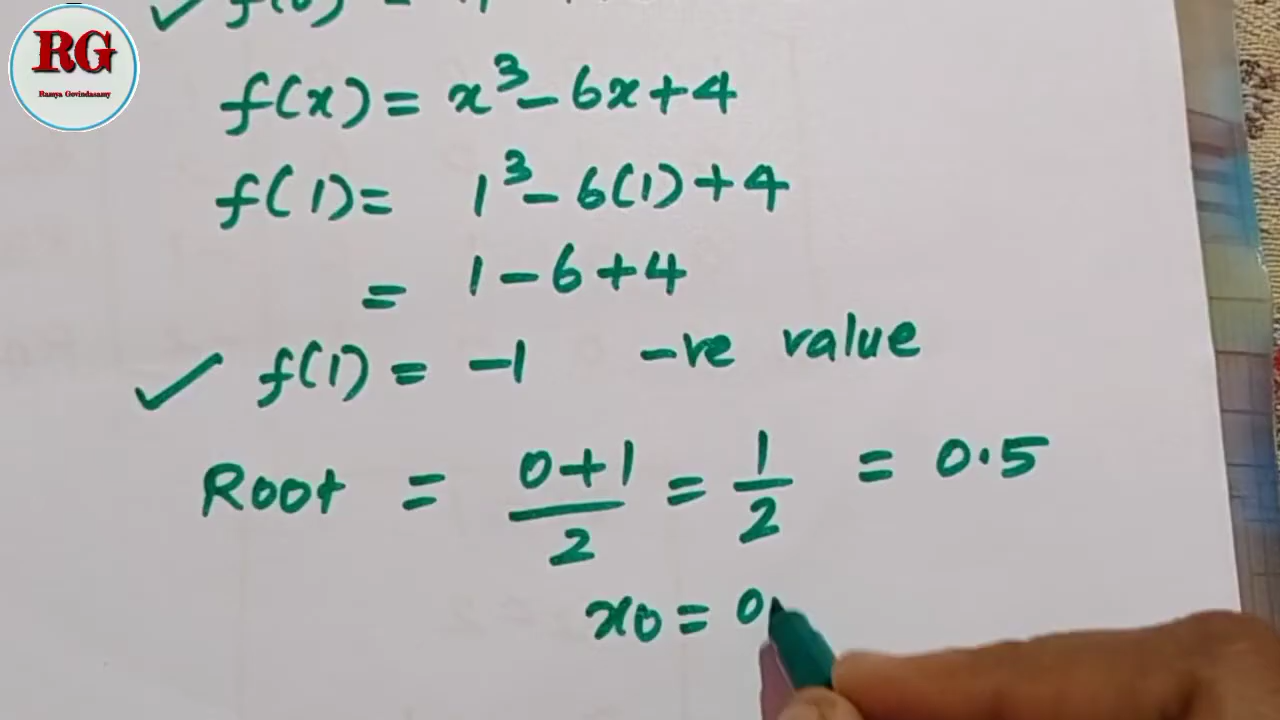 RG
Ramya Govindasamy
f(x) = x³ - 6x + 4
f(1) = 1³ - 6(1) + 4
= 1 - 6 + 4
✓ f(1) = -1 -ve value
Root = 0+1/2 = 1/2 = 0.5
x0 = 0.